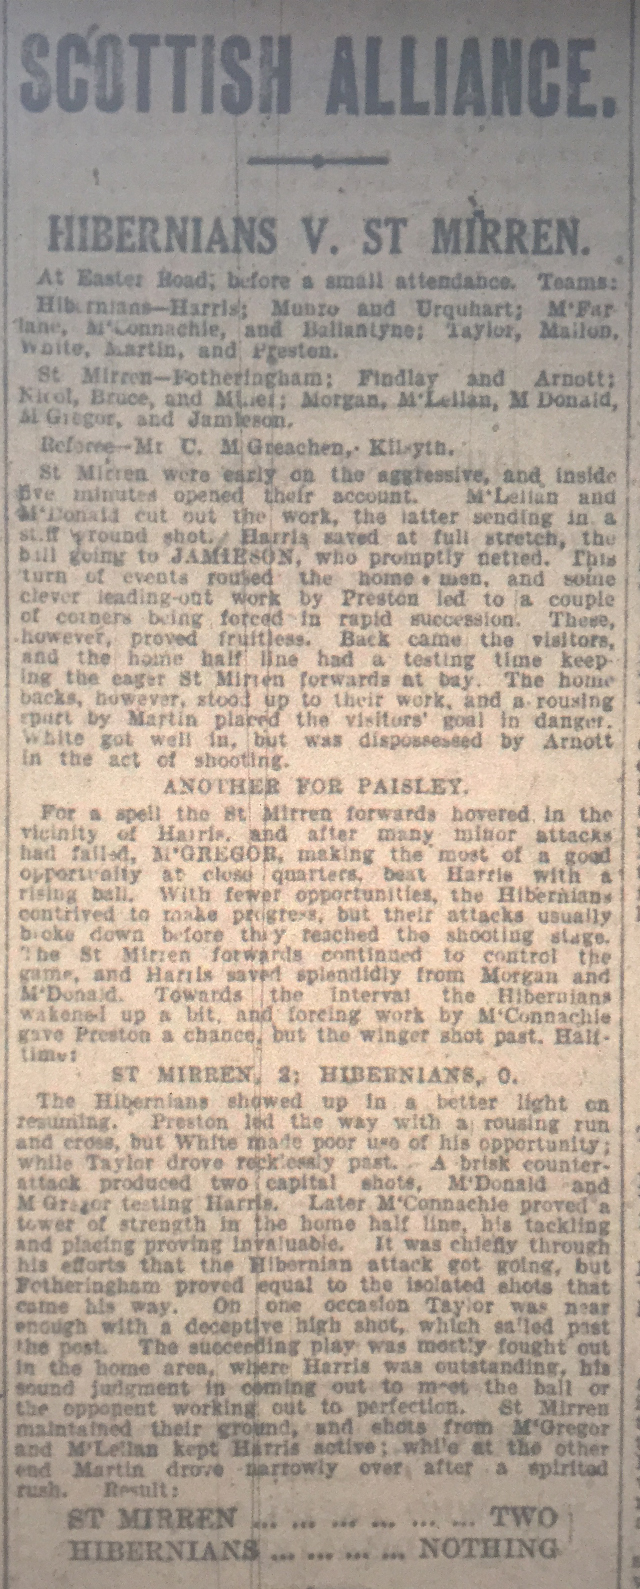 SCOTTISH ALLIANCE.
HIBERNIANS V. ST MIRREN.
At Easter Road, before a small attendance. Teams:
Hibernians—Harris; Munro and Urquhart; M'Far-
lane, M'Connachie, and Ballantyne; Taylor, Mallon,
White, Martin, and Preston.
St Mirren—Fotheringham; Findlay and Arnott;
Nicol, Bruce, and Morgan, M'Lellan, M'Donald,
M'Gregor, and Jamieson.
Referee—Mr C. M'Greachen, Kilsyth.
St Mirren were early on the aggressive, and inside
five minutes opened their account. M'Lellan and
M'Donald cut out the work, the latter sending in a
stiff ground shot. Harris saved at full stretch, the
ball going to JAMIESON, who promptly netted. This
turn of events roused the home men, and some
clever leading-out work by Preston led to a couple
of corners being forced in rapid succession. These,
however, proved fruitless. Back came the visitors,
and the home half line had a testing time keep-
ing the eager St Mirren forwards at bay. The home
backs, however, stood up to their work, and a rousing
spurt by Martin placed the visitors' goal in danger.
White got well in, but was dispossessed by Arnott
in the act of shooting.
ANOTHER FOR PAISLEY.
For a spell the St Mirren forwards hovered in the
vicinity of Harris, and after many minor attacks
had failed, M'GREGOR, making the most of a good
opportunity at close quarters, beat Harris with a
rising ball. With fewer opportunities, the Hibernians
contrived to make progress, but their attacks usually
broke down before they reached the shooting stage.
The St Mirren forwards continued to control the
game, and Harris saved splendidly from Morgan and
M'Donald. Towards the interval the Hibernians
wakened up a bit, and forcing work by M'Connachie
gave Preston a chance, but the winger shot past. Half-
time:
ST MIRREN, 2; HIBERNIANS, 0.
The Hibernians showed up in a better light on
resuming. Preston led the way with a rousing run
and cross, but White made poor use of his opportunity;
while Taylor drove recklessly past. A brisk counter-
attack produced two capital shots, M'Donald and
M'Gregor testing Harris. Later M'Connachie proved a
tower of strength in the home half line, his tackling
and placing proving invaluable. It was chiefly through
his efforts that the Hibernian attack got going, but
Fotheringham proved equal to the isolated shots that
came his way. On one occasion Taylor was near
enough with a deceptive high shot, which sailed past
the post. The succeeding play was mostly fought out
in the home area, where Harris was outstanding, his
sound judgment in coming out to meet the ball or
the opponent working out to perfection. St Mirren
maintained their ground, and shots from M'Gregor
and M'Lellan kept Harris active; while at the other
end Martin drove narrowly over after a spirited
rush. Result:
ST MIRREN ... ... ... ... ... ... TWO
HIBERNIANS ... ... ... ... NOTHING